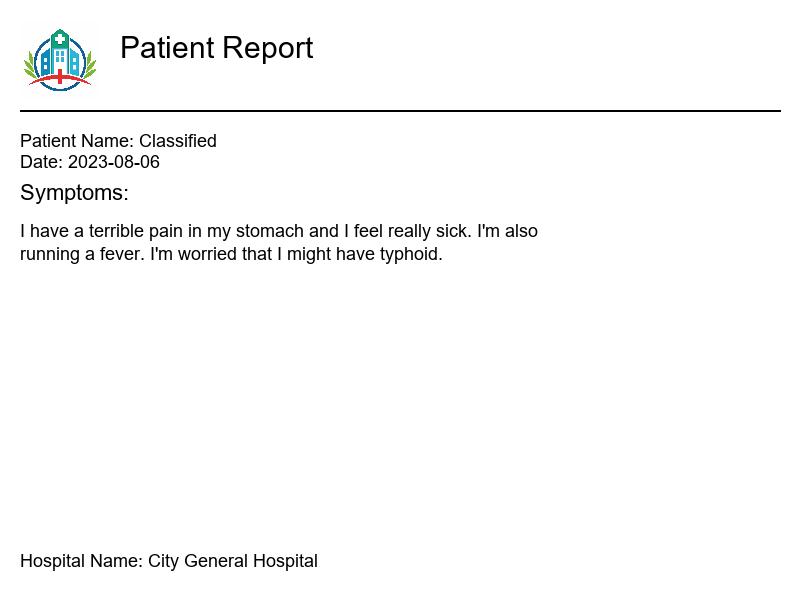 Patient Report
Patient Name: Classified
Date: 2023-08-06
Symptoms:
I have a terrible pain in my stomach and I feel really sick. I'm also
running a fever. I'm worried that I might have typhoid.
Hospital Name: City General Hospital